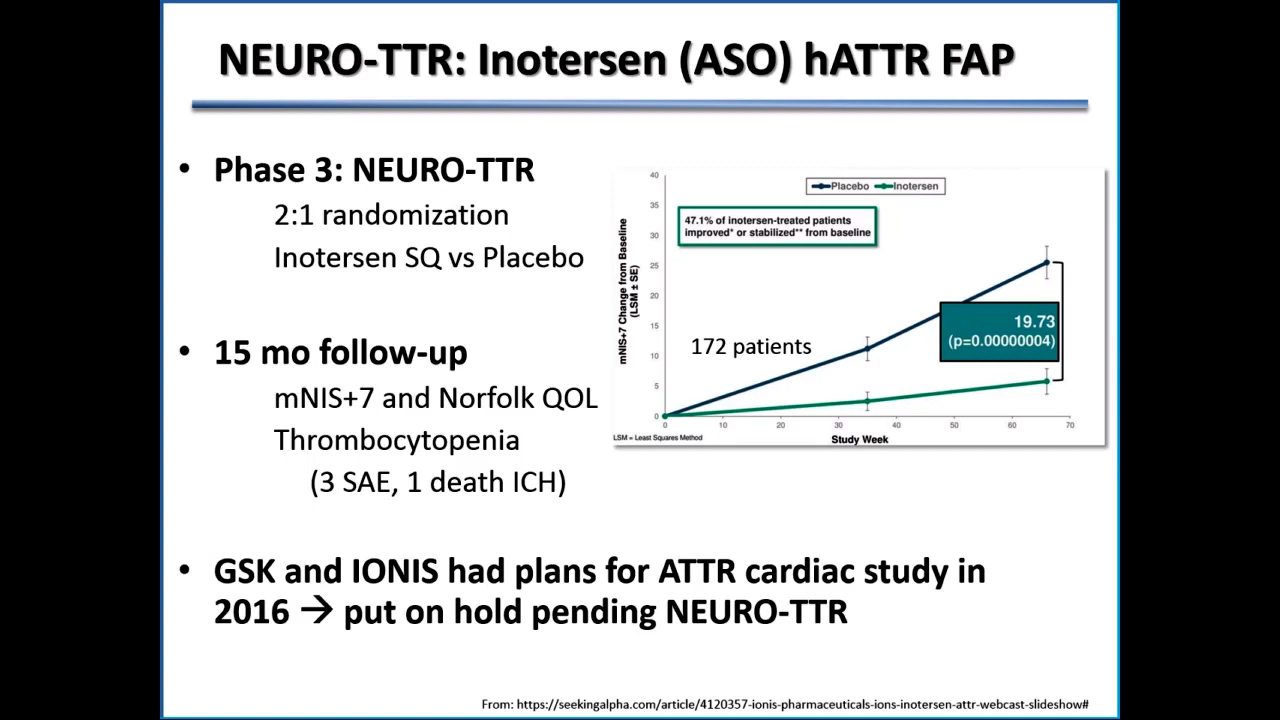 NEURO-TTR: Inotersen (ASO) hATTR FAP
• Phase 3: NEURO-TTR
2:1 randomization
Inotersen SQ vs Placebo
• 15 mo follow-up
mNIS+7 and Norfolk QOL
Thrombocytopenia
(3 SAE, 1 death ICH)
• GSK and IONIS had plans for ATTR cardiac study in
2016 → put on hold pending NEURO-TTR
Placebo Inotersen
47.1% of inotersen-treated patients
improved* or stabilized** from baseline
mNIS+7 Change from Baseline
(LSM ± SE)
40
35
30
25
20
15
10
5
0
172 patients
19.73
(p=0.00000004)
0 10 20 30 40 50 60 70
LSM = Least Squares Method
Study Week
From: https://seekingalpha.com/article/4120357-ionis-pharmaceuticals-ions-inotersen-attr-webcast-slideshow#